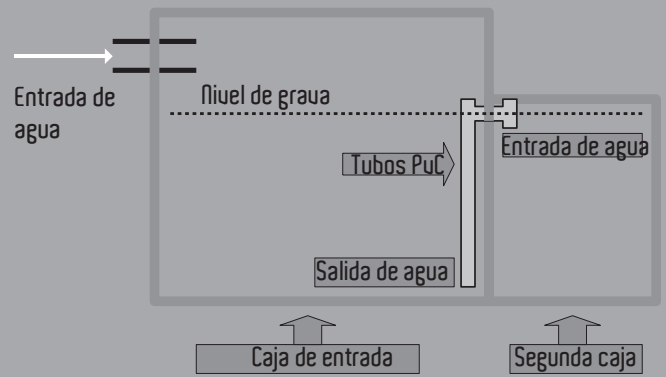 Entrada de
agua
Nivel de grava
Entrada de agua
Tubos PvC
Salida de agua
Caja de entrada
Segunda caja